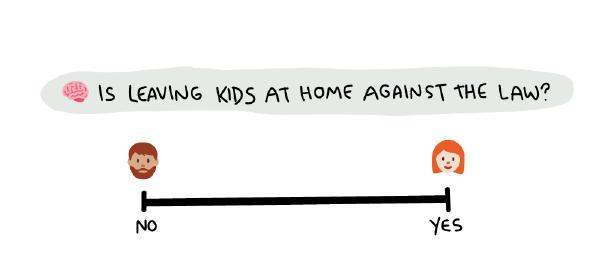 IS LEAVING KIDS AT HOME AGAINST THE LAW?
NO
YES